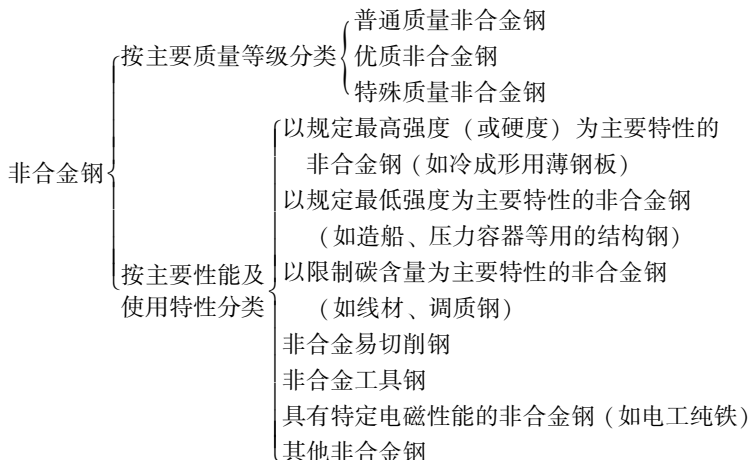 非合金钢
按主要质量等级分类
普通质量非合金钢
优质非合金钢
特殊质量非合金钢
按主要性能及
使用特性分类
以规定最高强度（或硬度）为主要特性的
非合金钢（如冷成形用薄钢板）
以规定最低强度为主要特性的非合金钢
（如造船、压力容器等用的结构钢）
以限制碳含量为主要特性的非合金钢
（如线材、调质钢）
非合金易切削钢
非合金工具钢
具有特定电磁性能的非合金钢（如电工纯铁）
其他非合金钢